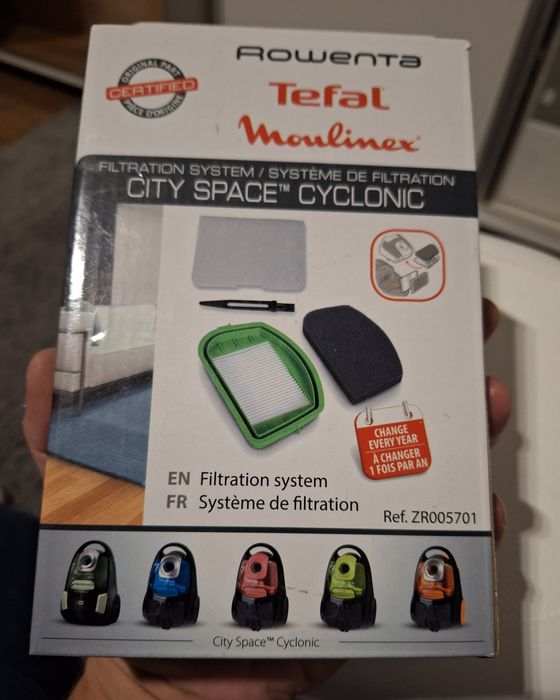 ROWENTA
ORIGINAL PART
CERTIFIED
PIÈCE D'ORIGINE
Tefal
Moulinex
FILTRATION SYSTEM / SYSTÈME DE FILTRATION
CITY SPACE™ CYCLONIC
CHANGE
EVERY YEAR
À CHANGER
1 FOIS PAR AN
EN Filtration system
FR Système de filtration
Ref. ZR005701
City Space™ Cyclonic